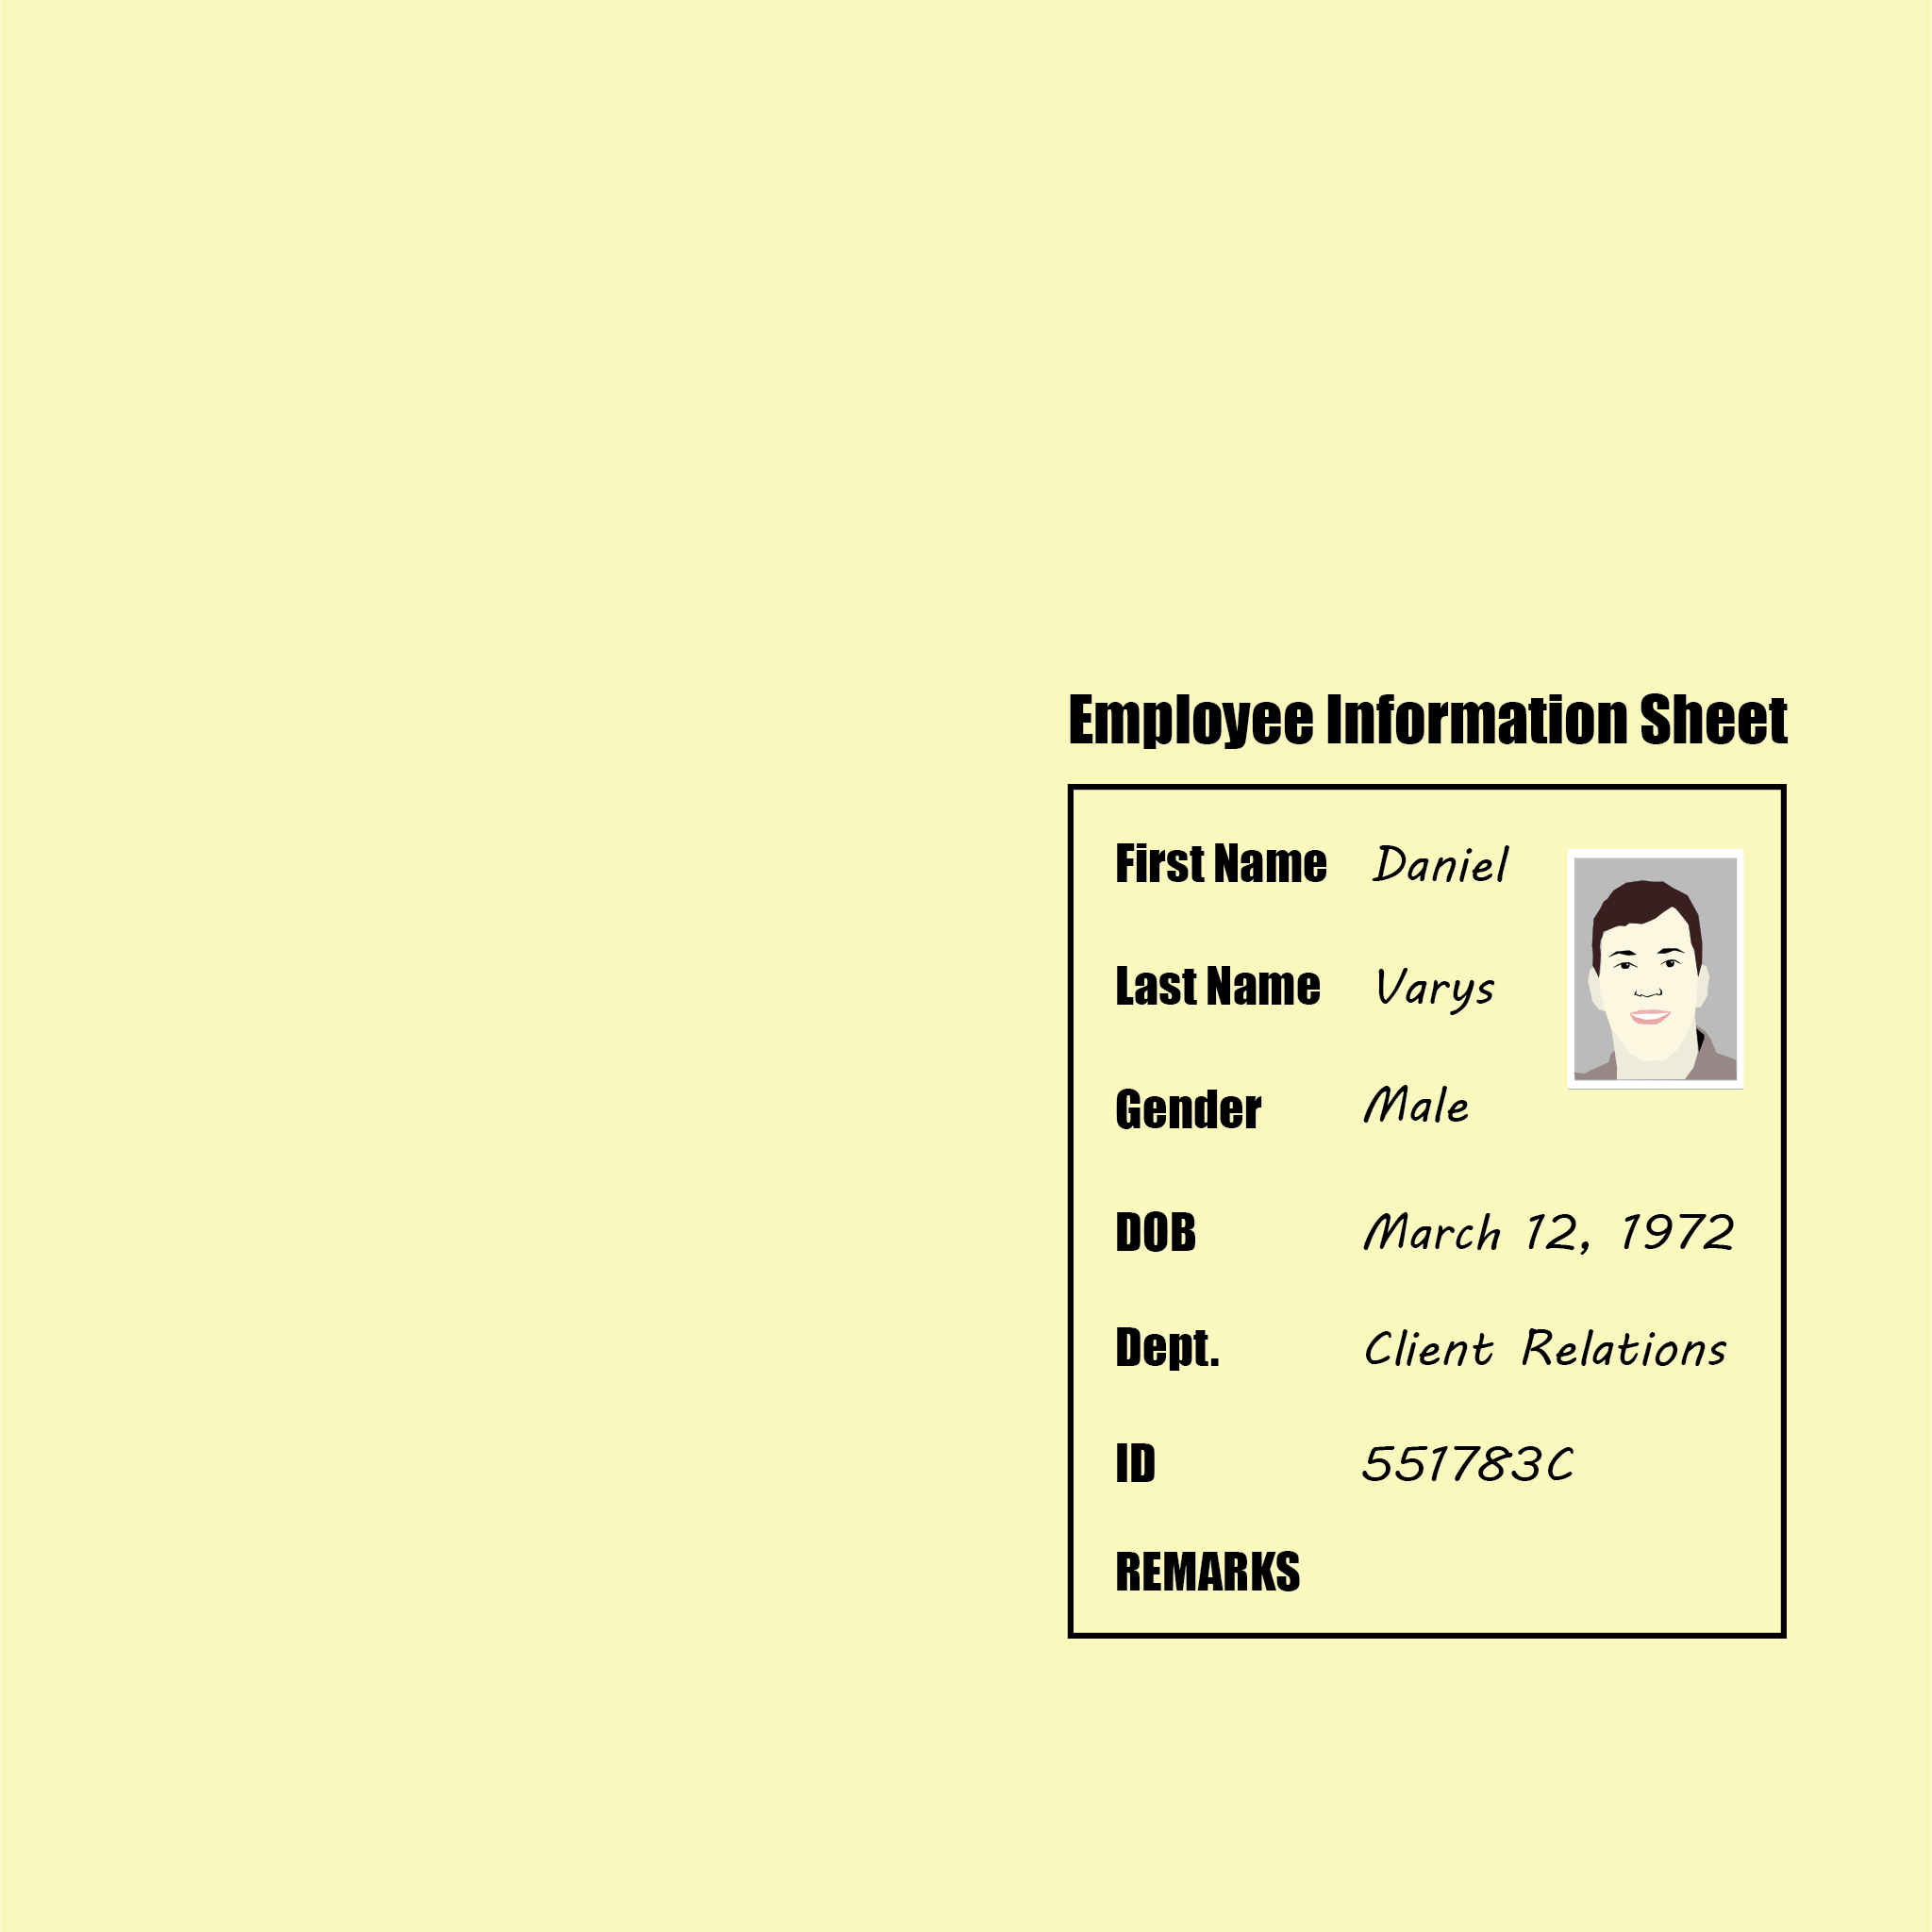 Employee Information Sheet
First Name Daniel
Last Name Varys
Gender Male
DOB March 12, 1972
Dept. Client Relations
ID 551783C
REMARKS